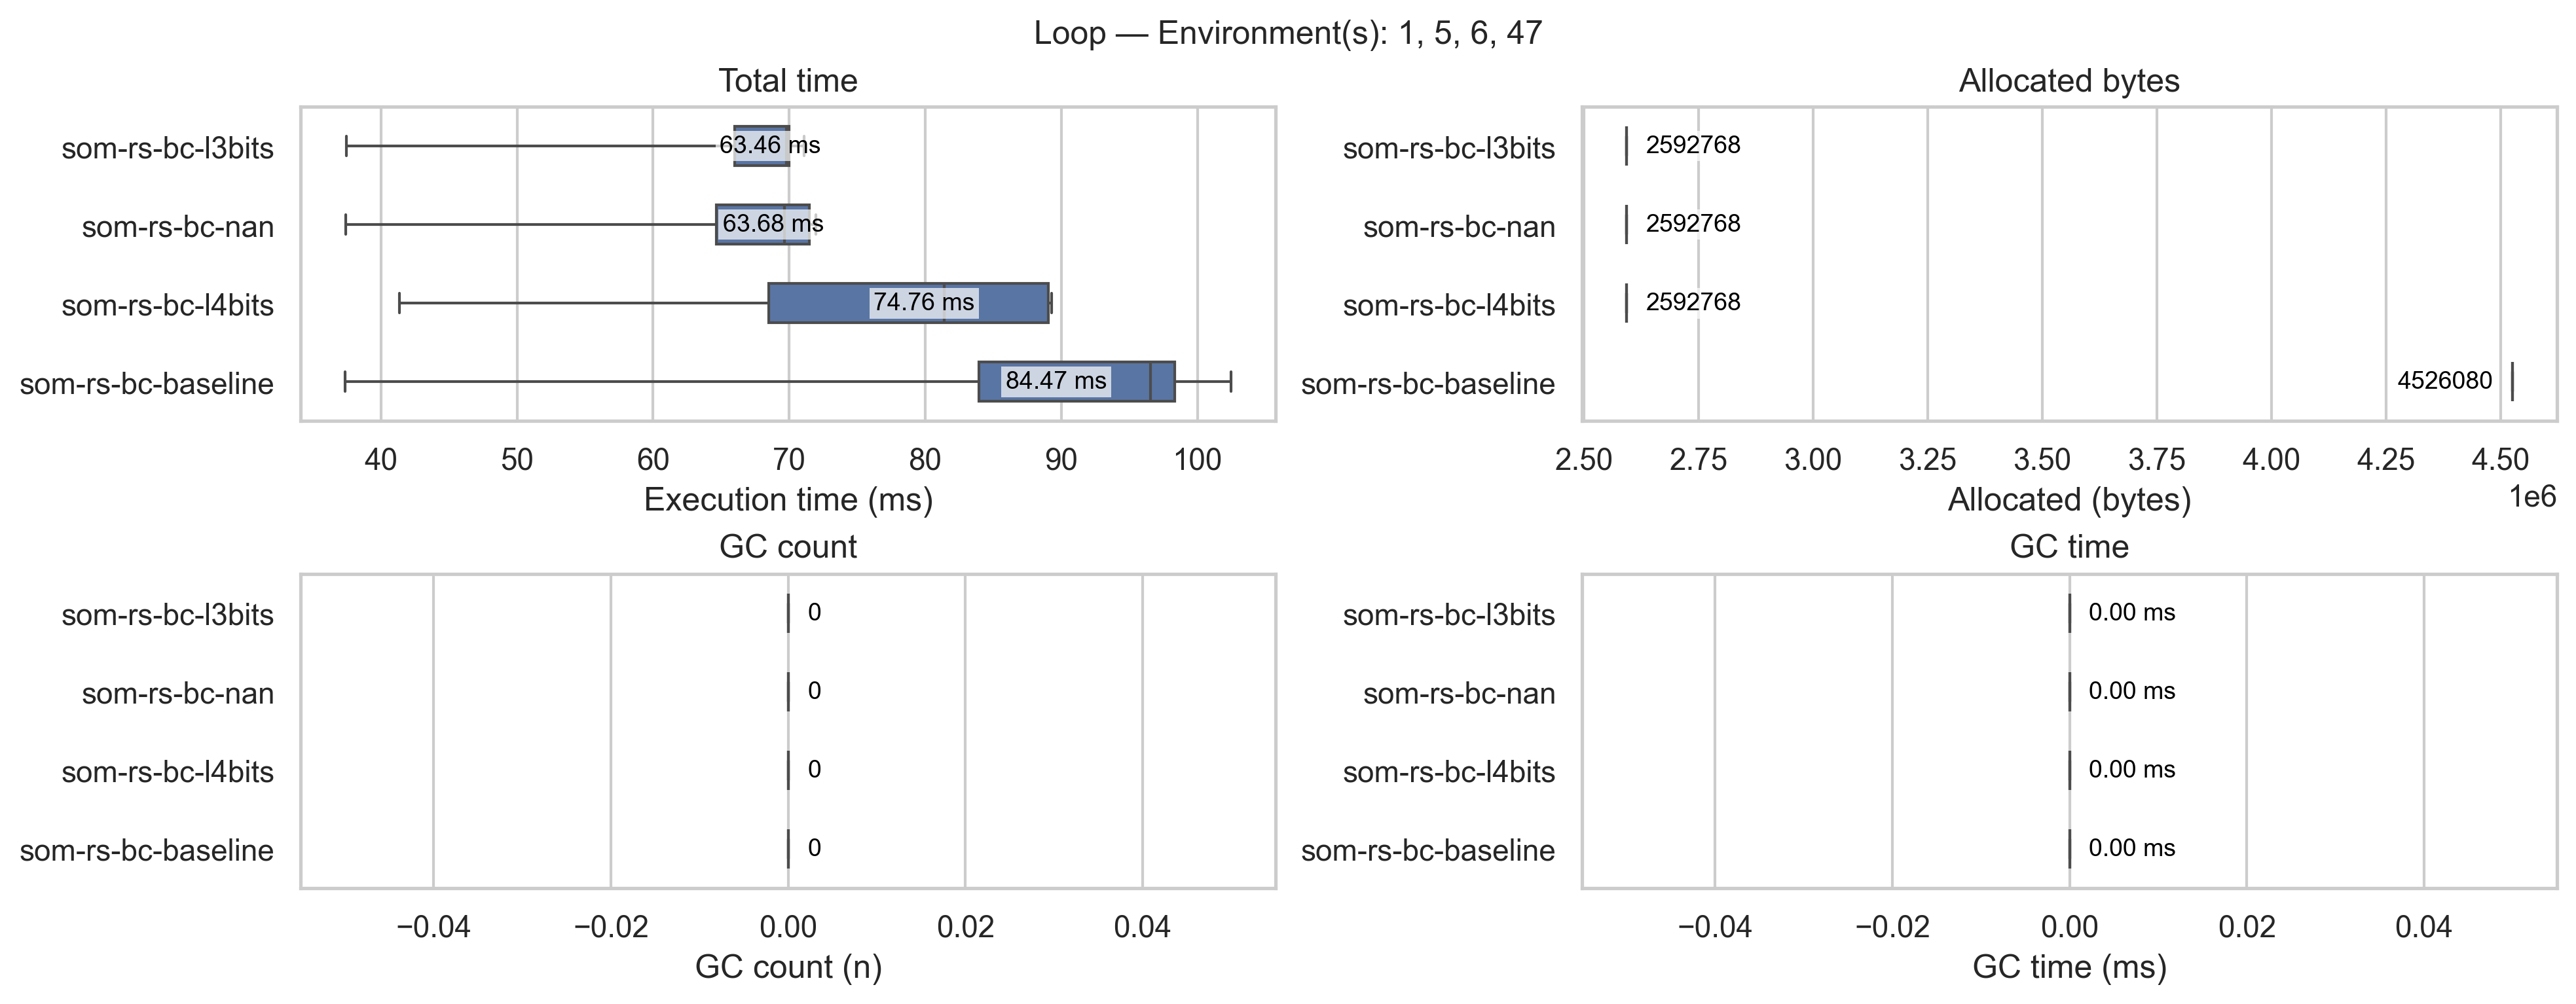 Loop — Environment(s): 1, 5, 6, 47
Total time
som-rs-bc-l3bits
63.46 ms
som-rs-bc-nan
63.68 ms
som-rs-bc-l4bits
74.76 ms
som-rs-bc-baseline
84.47 ms
40 50 60 70 80 90 100
Execution time (ms)
Allocated bytes
som-rs-bc-l3bits
2592768
som-rs-bc-nan
2592768
som-rs-bc-l4bits
2592768
som-rs-bc-baseline
4526080
2.50 2.75 3.00 3.25 3.50 3.75 4.00 4.25 4.50
1e6
Allocated (bytes)
GC count
som-rs-bc-l3bits
0
som-rs-bc-nan
0
som-rs-bc-l4bits
0
som-rs-bc-baseline
0
−0.04 −0.02 0.00 0.02 0.04
GC count (n)
GC time
som-rs-bc-l3bits
0.00 ms
som-rs-bc-nan
0.00 ms
som-rs-bc-l4bits
0.00 ms
som-rs-bc-baseline
0.00 ms
−0.04 −0.02 0.00 0.02 0.04
GC time (ms)